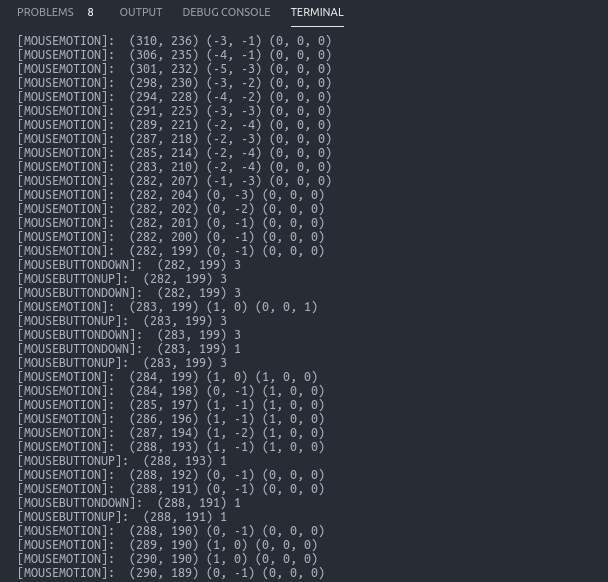 PROBLEMS 8 OUTPUT DEBUG CONSOLE TERMINAL
[MOUSEMOTION]: (310, 236) (-3, -1) (0, 0, 0)
[MOUSEMOTION]: (306, 235) (-4, -1) (0, 0, 0)
[MOUSEMOTION]: (301, 232) (-5, -3) (0, 0, 0)
[MOUSEMOTION]: (298, 230) (-3, -2) (0, 0, 0)
[MOUSEMOTION]: (294, 228) (-4, -2) (0, 0, 0)
[MOUSEMOTION]: (291, 225) (-3, -3) (0, 0, 0)
[MOUSEMOTION]: (289, 221) (-2, -4) (0, 0, 0)
[MOUSEMOTION]: (287, 218) (-2, -3) (0, 0, 0)
[MOUSEMOTION]: (285, 214) (-2, -4) (0, 0, 0)
[MOUSEMOTION]: (283, 210) (-2, -4) (0, 0, 0)
[MOUSEMOTION]: (282, 207) (-1, -3) (0, 0, 0)
[MOUSEMOTION]: (282, 204) (0, -3) (0, 0, 0)
[MOUSEMOTION]: (282, 202) (0, -2) (0, 0, 0)
[MOUSEMOTION]: (282, 201) (0, -1) (0, 0, 0)
[MOUSEMOTION]: (282, 200) (0, -1) (0, 0, 0)
[MOUSEMOTION]: (282, 199) (0, -1) (0, 0, 0)
[MOUSEBUTTONDOWN]: (282, 199) 3
[MOUSEBUTTONUP]: (282, 199) 3
[MOUSEBUTTONDOWN]: (282, 199) 3
[MOUSEMOTION]: (283, 199) (1, 0) (0, 0, 1)
[MOUSEBUTTONUP]: (283, 199) 3
[MOUSEBUTTONDOWN]: (283, 199) 3
[MOUSEBUTTONDOWN]: (283, 199) 1
[MOUSEBUTTONUP]: (283, 199) 3
[MOUSEMOTION]: (284, 199) (1, 0) (1, 0, 0)
[MOUSEMOTION]: (284, 198) (0, -1) (1, 0, 0)
[MOUSEMOTION]: (285, 197) (1, -1) (1, 0, 0)
[MOUSEMOTION]: (286, 196) (1, -1) (1, 0, 0)
[MOUSEMOTION]: (287, 194) (1, -2) (1, 0, 0)
[MOUSEMOTION]: (288, 193) (1, -1) (1, 0, 0)
[MOUSEBUTTONUP]: (288, 193) 1
[MOUSEMOTION]: (288, 192) (0, -1) (0, 0, 0)
[MOUSEMOTION]: (288, 191) (0, -1) (0, 0, 0)
[MOUSEBUTTONDOWN]: (288, 191) 1
[MOUSEBUTTONUP]: (288, 191) 1
[MOUSEMOTION]: (288, 190) (0, -1) (0, 0, 0)
[MOUSEMOTION]: (289, 190) (1, 0) (0, 0, 0)
[MOUSEMOTION]: (290, 190) (1, 0) (0, 0, 0)
[MOUSEMOTION]: (290, 189) (0, -1) (0, 0, 0)